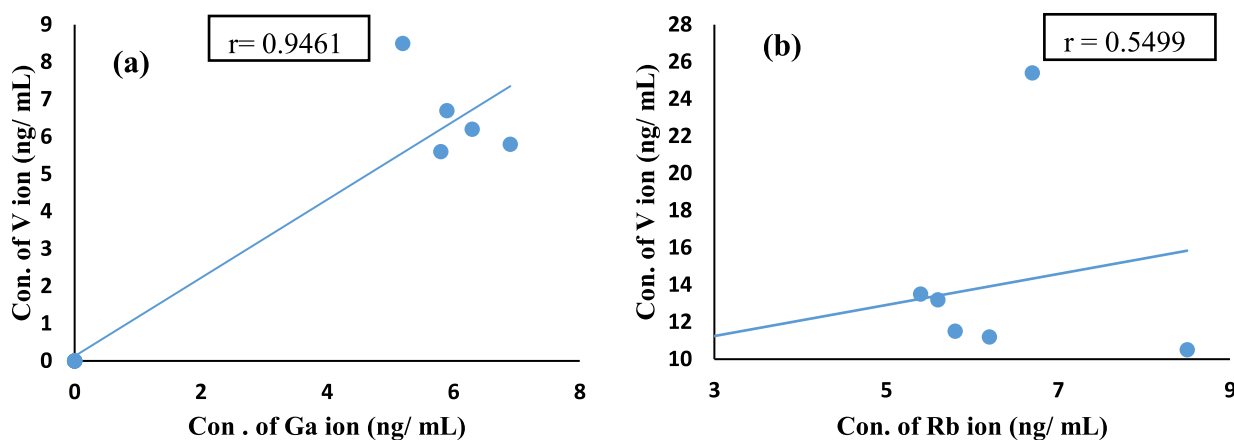 (a)
r= 0.9461
9
8
7
6
5
4
3
2
1
0
0 2 4 6 8
Con. of V ion (ng/ mL)
Con . of Ga ion (ng/ mL)
(b)
r = 0.5499
28
26
24
22
20
18
16
14
12
10
3 5 7 9
Con. of V ion (ng/ mL)
Con. of Rb ion (ng/ mL)